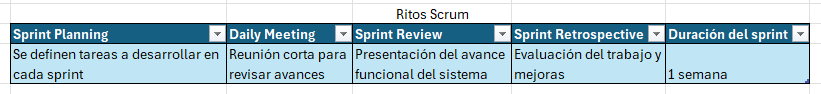 Ritos Scrum
Sprint Planning Daily Meeting Sprint Review Sprint Retrospective Duración del sprint
Se definen tareas a desarrollar en Reunión corta para Presentación del avance Evaluación del trabajo y
cada sprint revisar avances funcional del sistema mejoras 1 semana